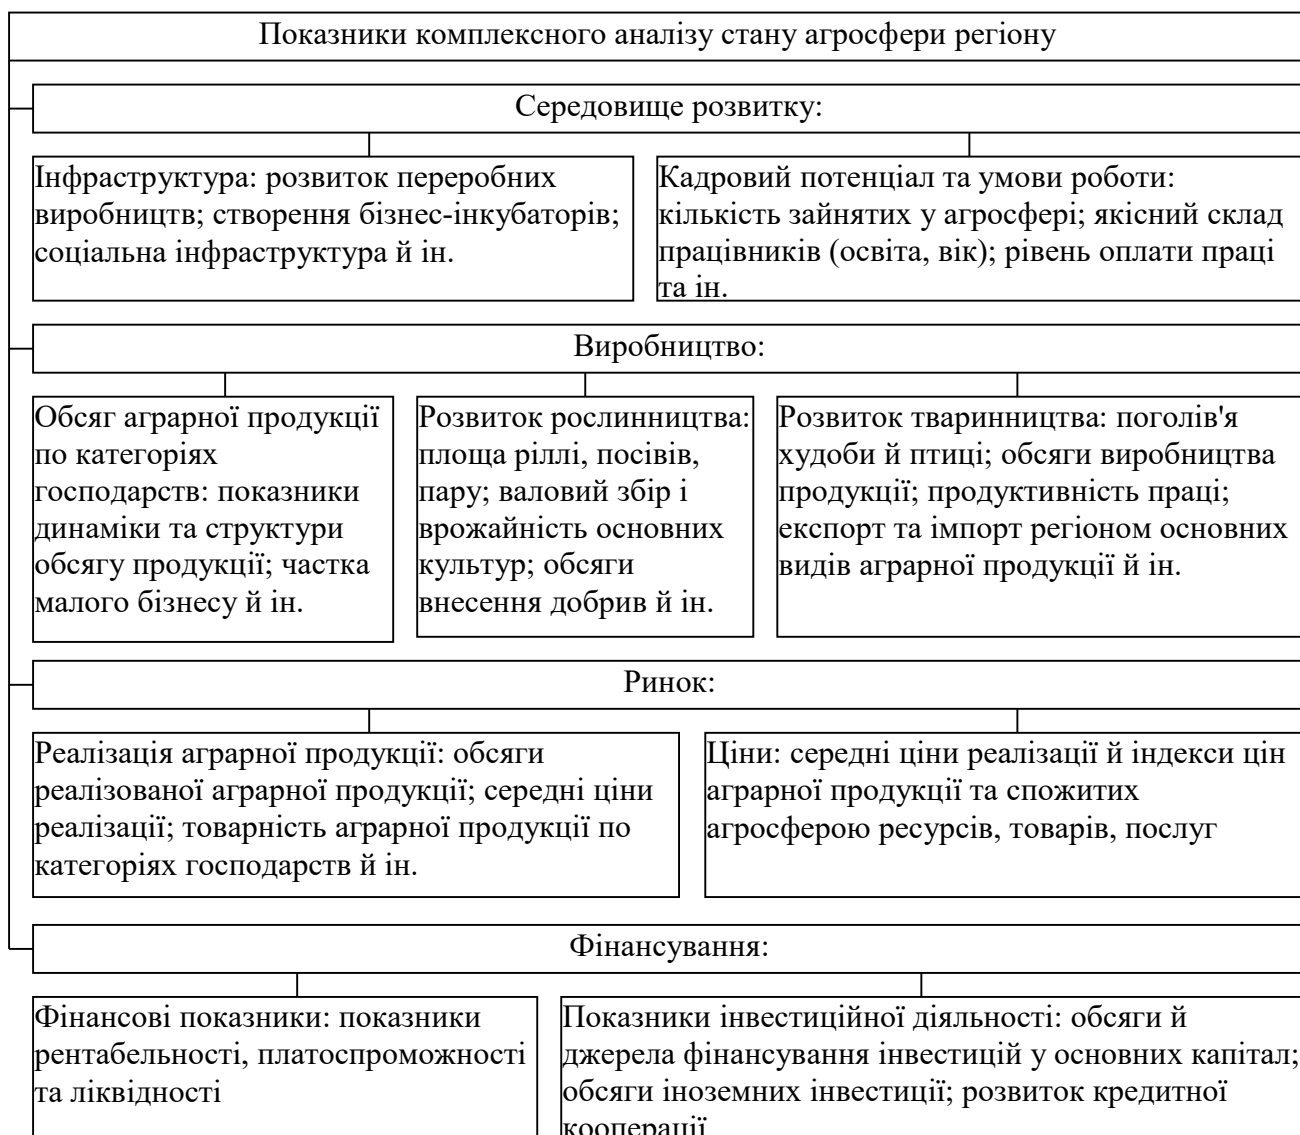 Показники комплексного аналізу стану агросфери регіону
Середовище розвитку:
Інфраструктура: розвиток переробних
виробництв; створення бізнес-інкубаторів;
соціальна інфраструктура й ін.
Кадровий потенціал та умови роботи:
кількість зайнятих у агросфері; якісний склад
працівників (освіта, вік); рівень оплати праці
та ін.
Виробництво:
Обсяг аграрної продукції
по категоріях
господарств: показники
динаміки та структури
обсягу продукції; частка
малого бізнесу й ін.
Розвиток рослинництва:
площа ріллі, посівів,
пару; валовий збір і
врожайність основних
культур; обсяги
внесення добрив й ін.
Розвиток тваринництва: поголів'я
худоби й птиці; обсяги виробництва
продукції; продуктивність праці;
експорт та імпорт регіоном основних
видів аграрної продукції й ін.
Ринок:
Реалізація аграрної продукції: обсяги
реалізованої аграрної продукції; середні ціни
реалізації; товарність аграрної продукції по
категоріях господарств й ін.
Ціни: середні ціни реалізації й індекси цін
аграрної продукції та спожитих
агросферою ресурсів, товарів, послуг
Фінансування:
Фінансові показники: показники
рентабельності, платоспроможності
та ліквідності
Показники інвестиційної діяльності: обсяги й
джерела фінансування інвестицій у основних капітал;
обсяги іноземних інвестиції; розвиток кредитної
кооперації